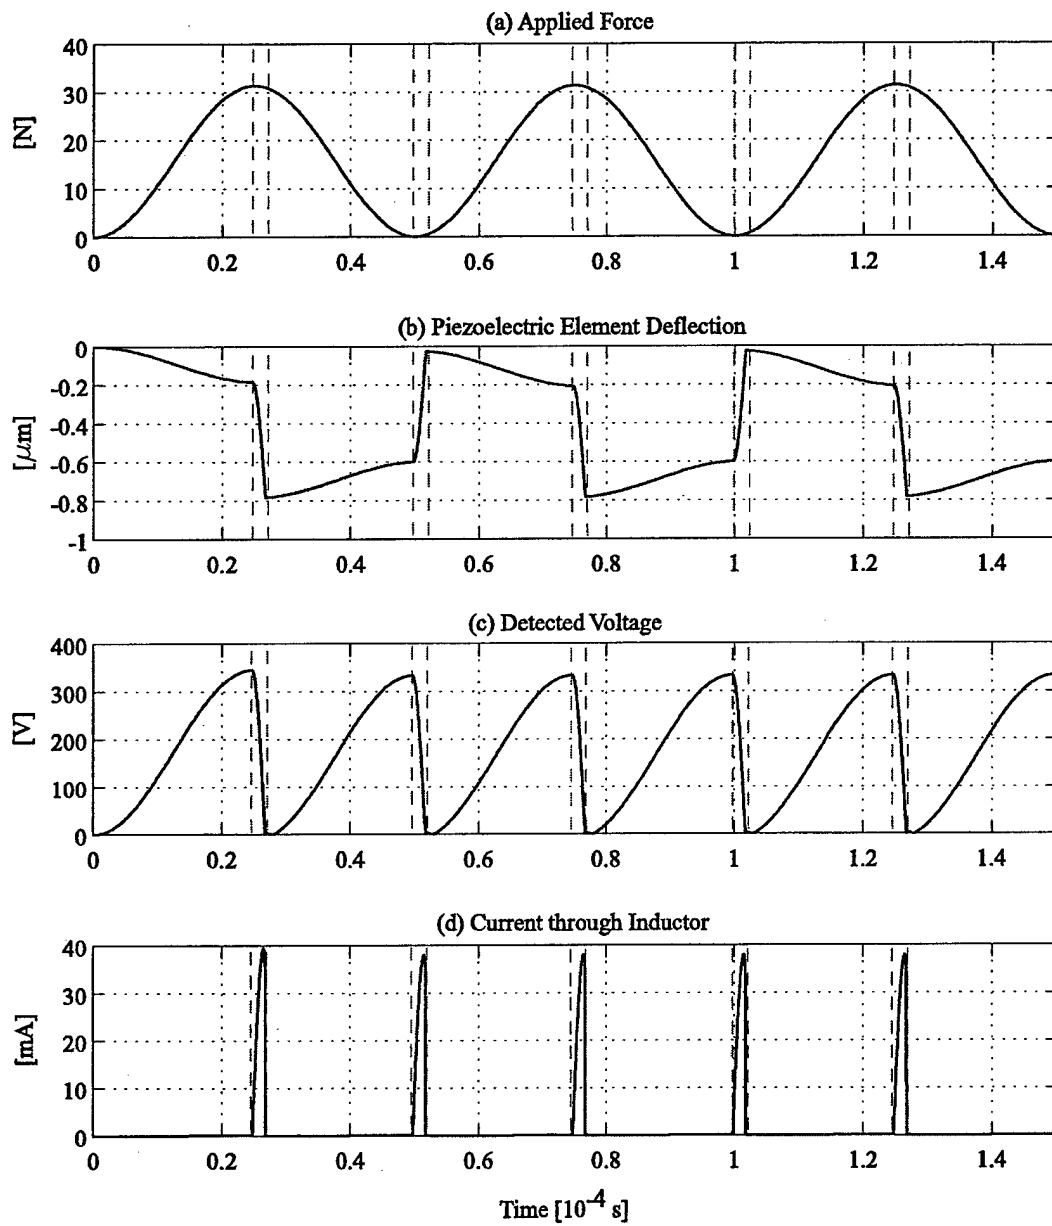 (a) Applied Force
[N]
40
30
20
10
0
0 0.2 0.4 0.6 0.8 1 1.2 1.4
(b) Piezoelectric Element Deflection
[μm]
0
-0.2
-0.4
-0.6
-0.8
-1
0 0.2 0.4 0.6 0.8 1 1.2 1.4
(c) Detected Voltage
[V]
400
300
200
100
0
0 0.2 0.4 0.6 0.8 1 1.2 1.4
(d) Current through Inductor
[mA]
40
30
20
10
0
0 0.2 0.4 0.6 0.8 1 1.2 1.4
Time [10⁻⁴ s]